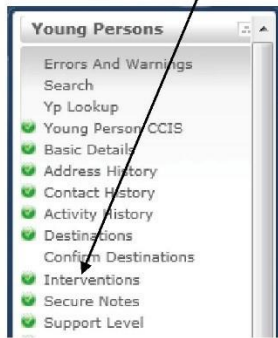 Young Persons
Errors And Warnings
Search
Yp Lookup
Young Person CCIS
Basic Details
Address History
Contact History
Activity History
Destinations
Confirm Destinations
Interventions
Secure Notes
Support Level